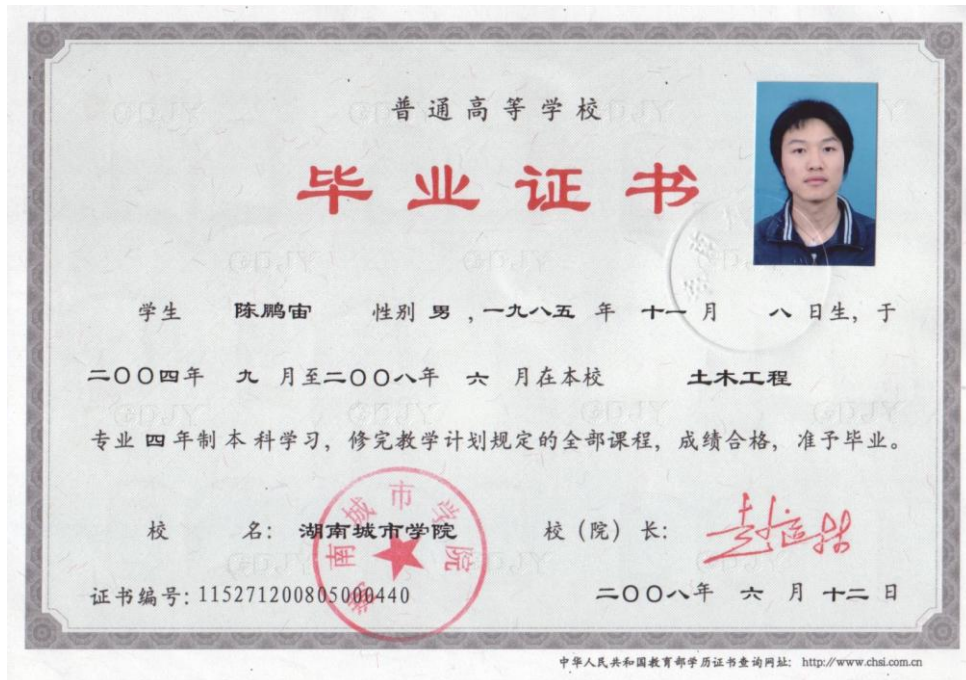 普通高等学校
毕业证书
学生 陈鹏宙 性别 男 ,一九八五 年 十一 月 八 日生, 于
二〇〇四年 九 月至二〇〇八年 六 月在本校 土木工程
专业 四 年制 本 科学习, 修完教学计划规定的全部课程, 成绩合格, 准予毕业。
校 名: 湖南城市学院 校 (院) 长:
湖南城市学院
证书编号: 115271200805000440 二〇〇八年 六 月 十二 日
中华人民共和国教育部学历证书查询网址: http://www.chsi.com.cn